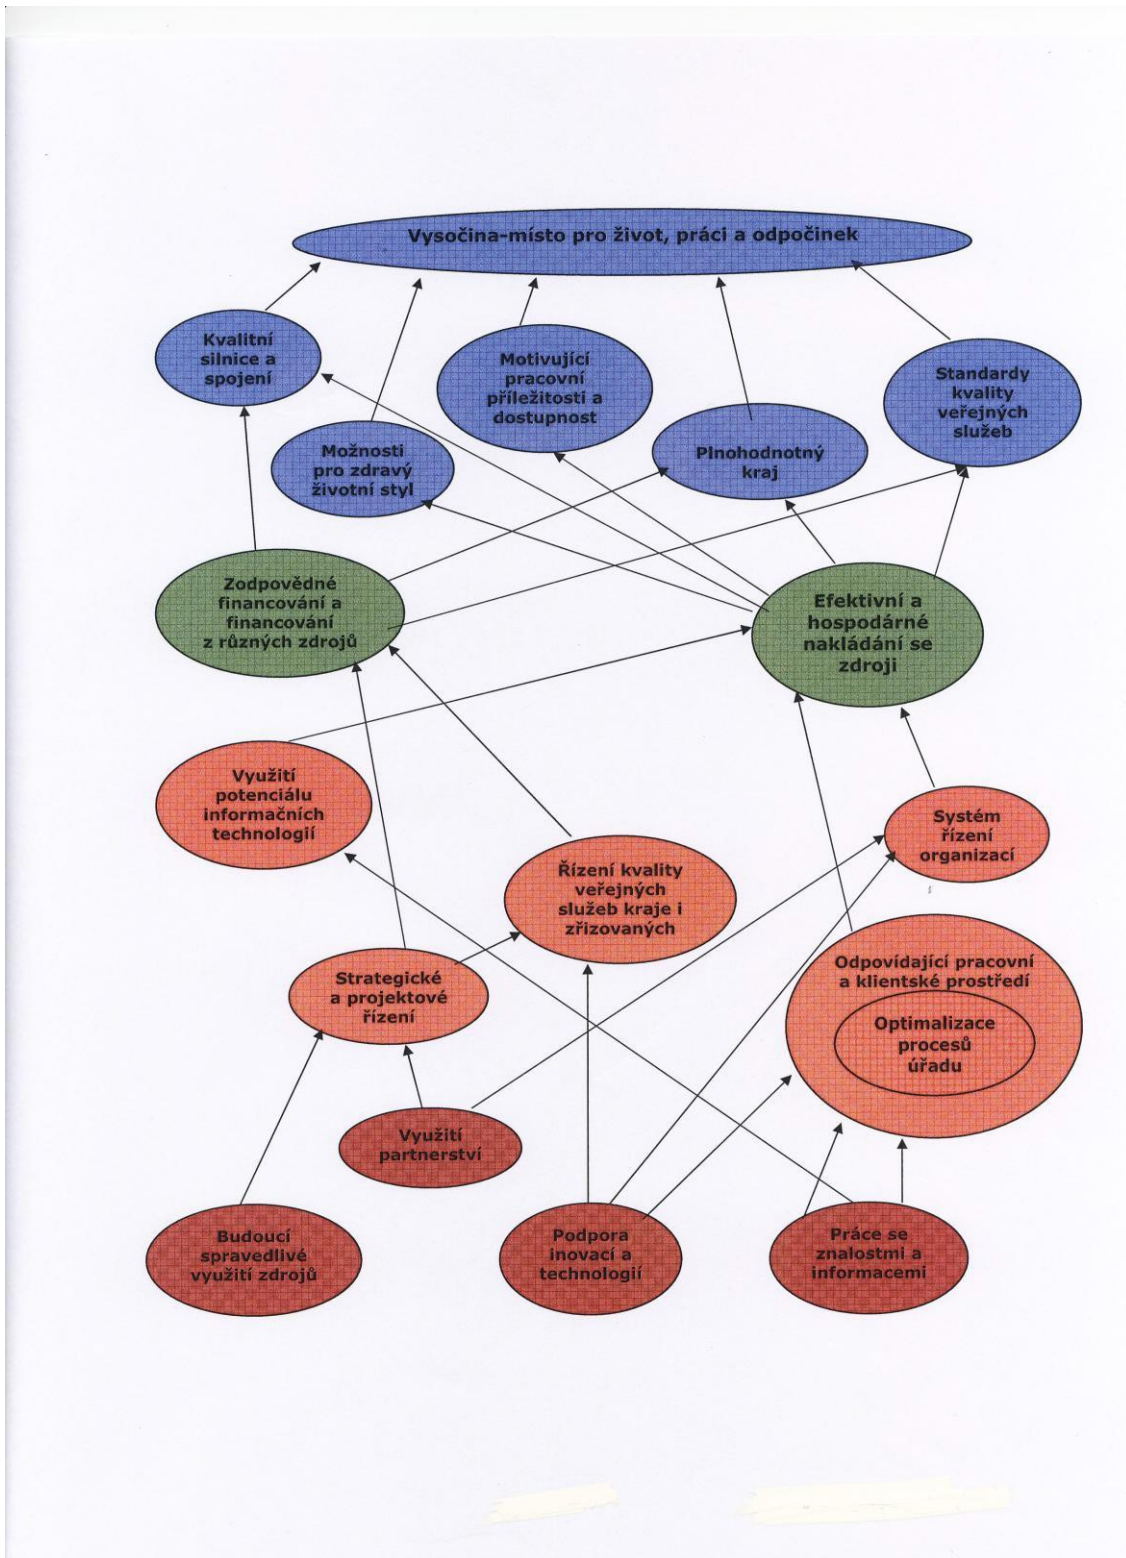 Vysočina-místo pro život, práci a odpočinek
Kvalitní
silnice a
spojení
Motivující
pracovní
příležitosti a
dostupnost
Standardy
kvality
veřejných
služeb
Možnosti
pro zdravý
životní styl
Plnohodnotný
kraj
Zodpovědné
financování a
financování
z různých zdrojů
Efektivní a
hospodárné
nakládání se
zdroji
Využití
potenciálu
informačních
technologií
Systém
řízení
organizací
Řízení kvality
veřejných
služeb kraje i
zřizovaných
Strategické
a projektové
řízení
Odpovídající pracovní
a klientské prostředí
Optimalizace
procesů
úřadu
Využití
partnerství
Budoucí
spravedlivé
využití zdrojů
Podpora
inovací a
technologií
Práce se
znalostmi a
informacemi